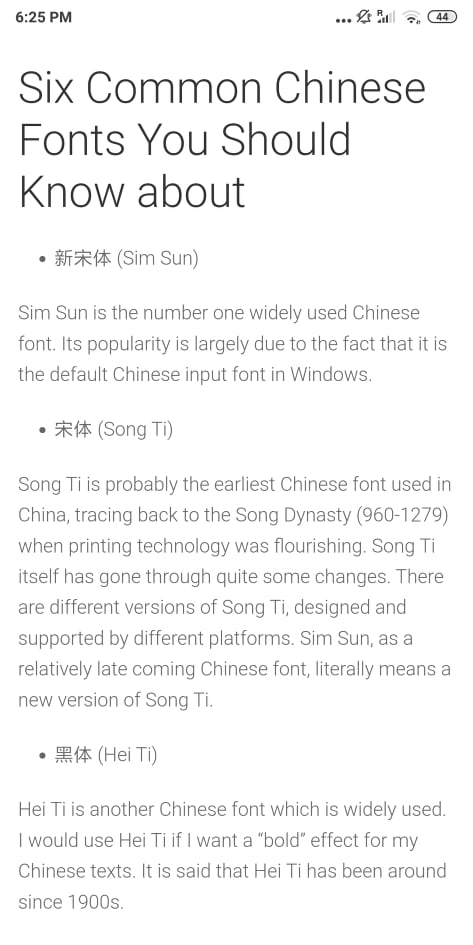 6:25 PM
44
Six Common Chinese
Fonts You Should
Know about
• 新宋体 (Sim Sun)
Sim Sun is the number one widely used Chinese
font. Its popularity is largely due to the fact that it is
the default Chinese input font in Windows.
• 宋体 (Song Ti)
Song Ti is probably the earliest Chinese font used in
China, tracing back to the Song Dynasty (960-1279)
when printing technology was flourishing. Song Ti
itself has gone through quite some changes. There
are different versions of Song Ti, designed and
supported by different platforms. Sim Sun, as a
relatively late coming Chinese font, literally means a
new version of Song Ti.
• 黑体 (Hei Ti)
Hei Ti is another Chinese font which is widely used.
I would use Hei Ti if I want a “bold” effect for my
Chinese texts. It is said that Hei Ti has been around
since 1900s.